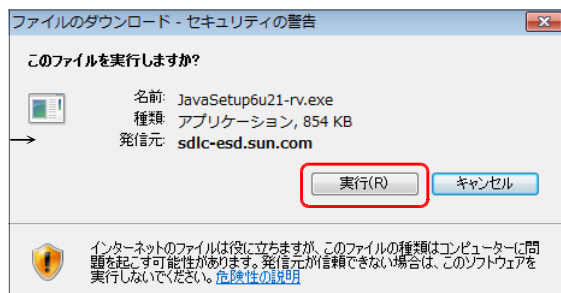 ファイルのダウンロード - セキュリティの警告
このファイルを実行しますか?
名前: JavaSetup6u21-rv.exe
種類: アプリケーション, 854 KB
発信元: sdlc-esd.sun.com
実行(R)
キャンセル
インターネットのファイルは役に立ちますが、このファイルの種類はコンピューターに問
題を起こす可能性があります。発信元が信頼できない場合は、このソフトウェアを
実行しないでください。危険性の説明